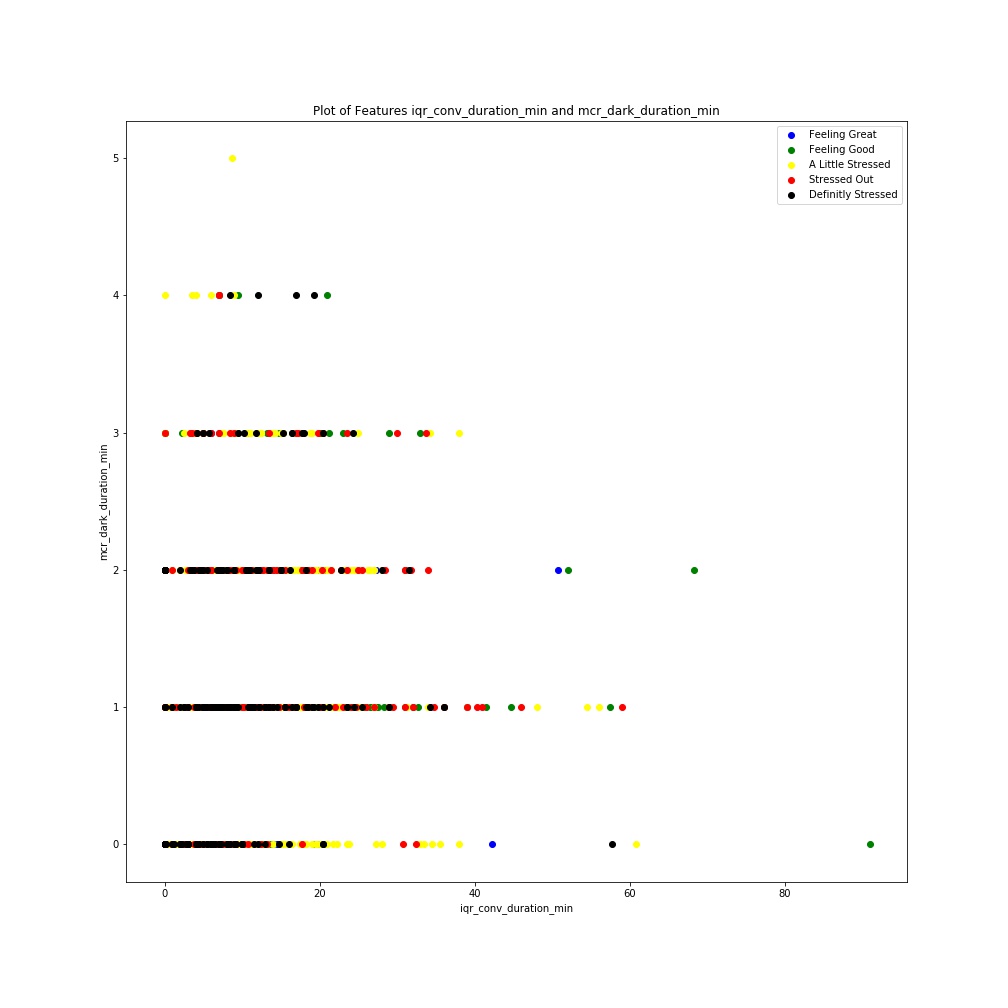 Plot of Features iqr_conv_duration_min and mcr_dark_duration_min
Feeling Great
Feeling Good
A Little Stressed
Stressed Out
Definitly Stressed
mcr_dark_duration_min
5
4
3
2
1
0
0 20 40 60 80
iqr_conv_duration_min